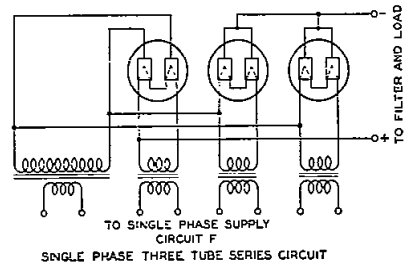 −
+
TO FILTER AND LOAD
TO SINGLE PHASE SUPPLY
CIRCUIT F
SINGLE PHASE THREE TUBE SERIES CIRCUIT